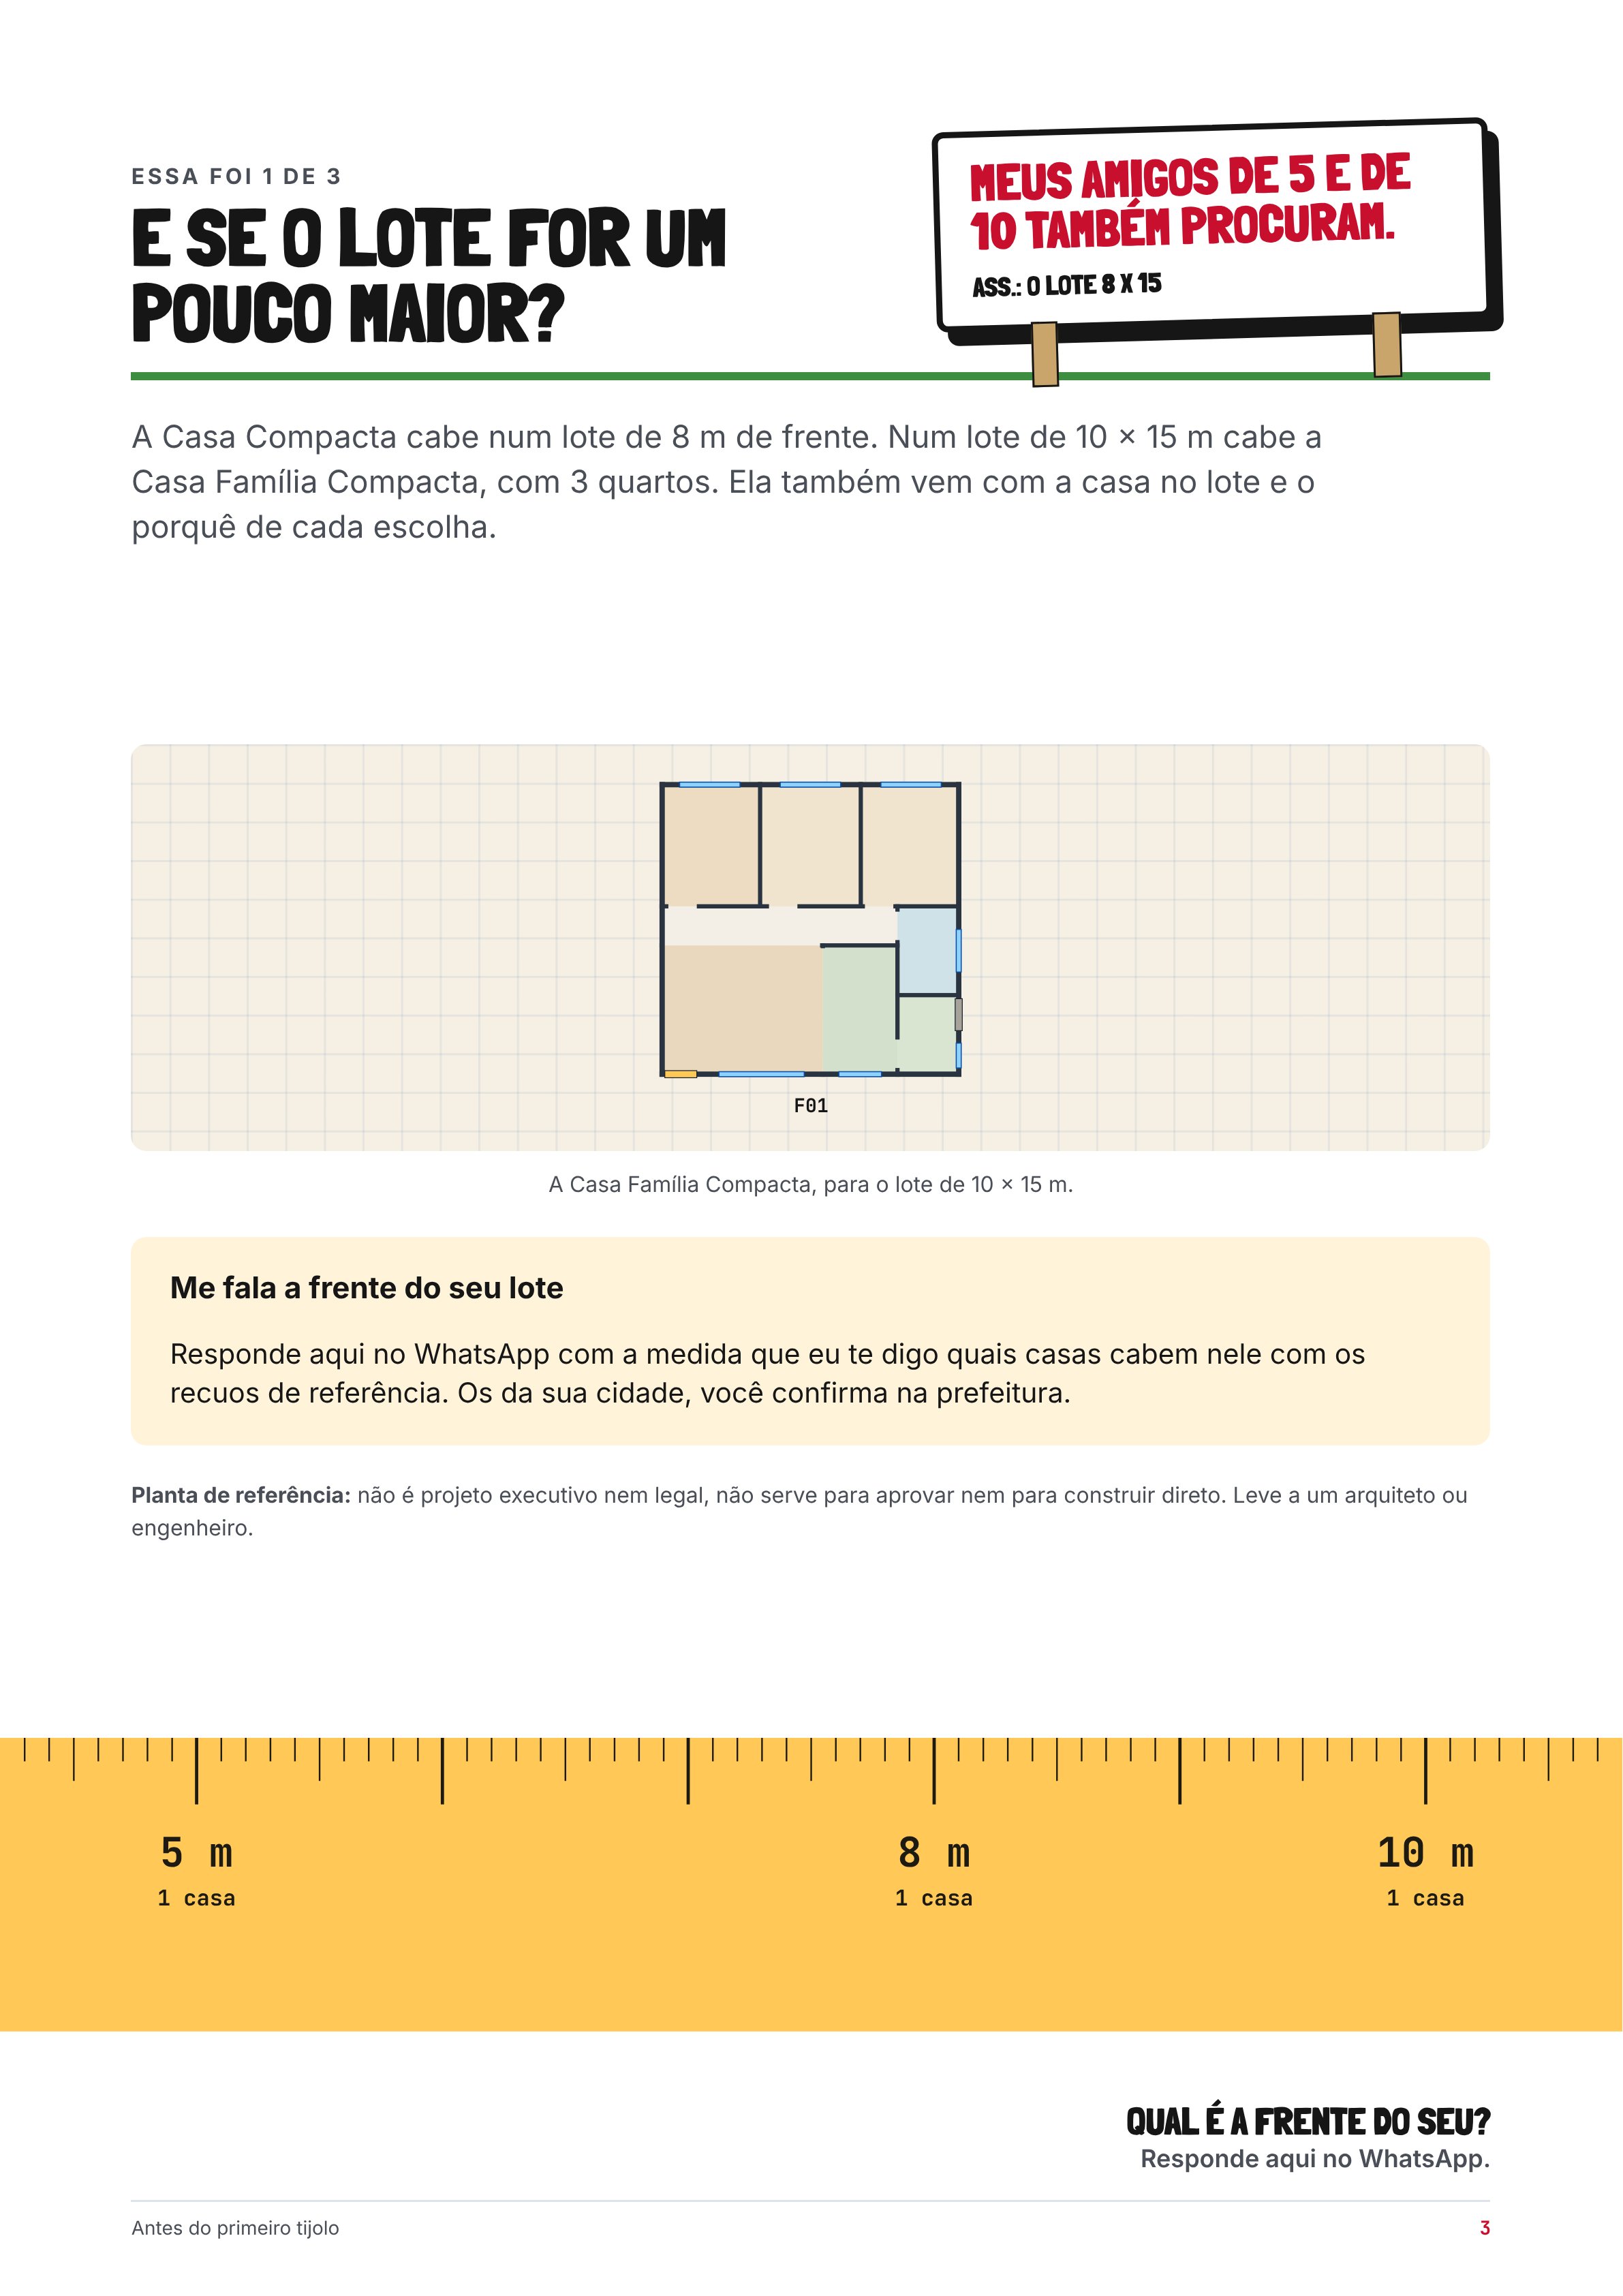 ESSA FOI 1 DE 3
E SE O LOTE FOR UM
POUCO MAIOR?
MEUS AMIGOS DE 5 E DE
10 TAMBÉM PROCURAM.
ASS.: O LOTE 8 X 15
A Casa Compacta cabe num lote de 8 m de frente. Num lote de 10 × 15 m cabe a
Casa Família Compacta, com 3 quartos. Ela também vem com a casa no lote e o
porquê de cada escolha.
F01
A Casa Família Compacta, para o lote de 10 × 15 m.
Me fala a frente do seu lote
Responde aqui no WhatsApp com a medida que eu te digo quais casas cabem nele com os
recuos de referência. Os da sua cidade, você confirma na prefeitura.
Planta de referência: não é projeto executivo nem legal, não serve para aprovar nem para construir direto. Leve a um arquiteto ou
engenheiro.
5 m 8 m 10 m
1 casa 1 casa 1 casa
QUAL É A FRENTE DO SEU?
Responde aqui no WhatsApp.
Antes do primeiro tijolo 3